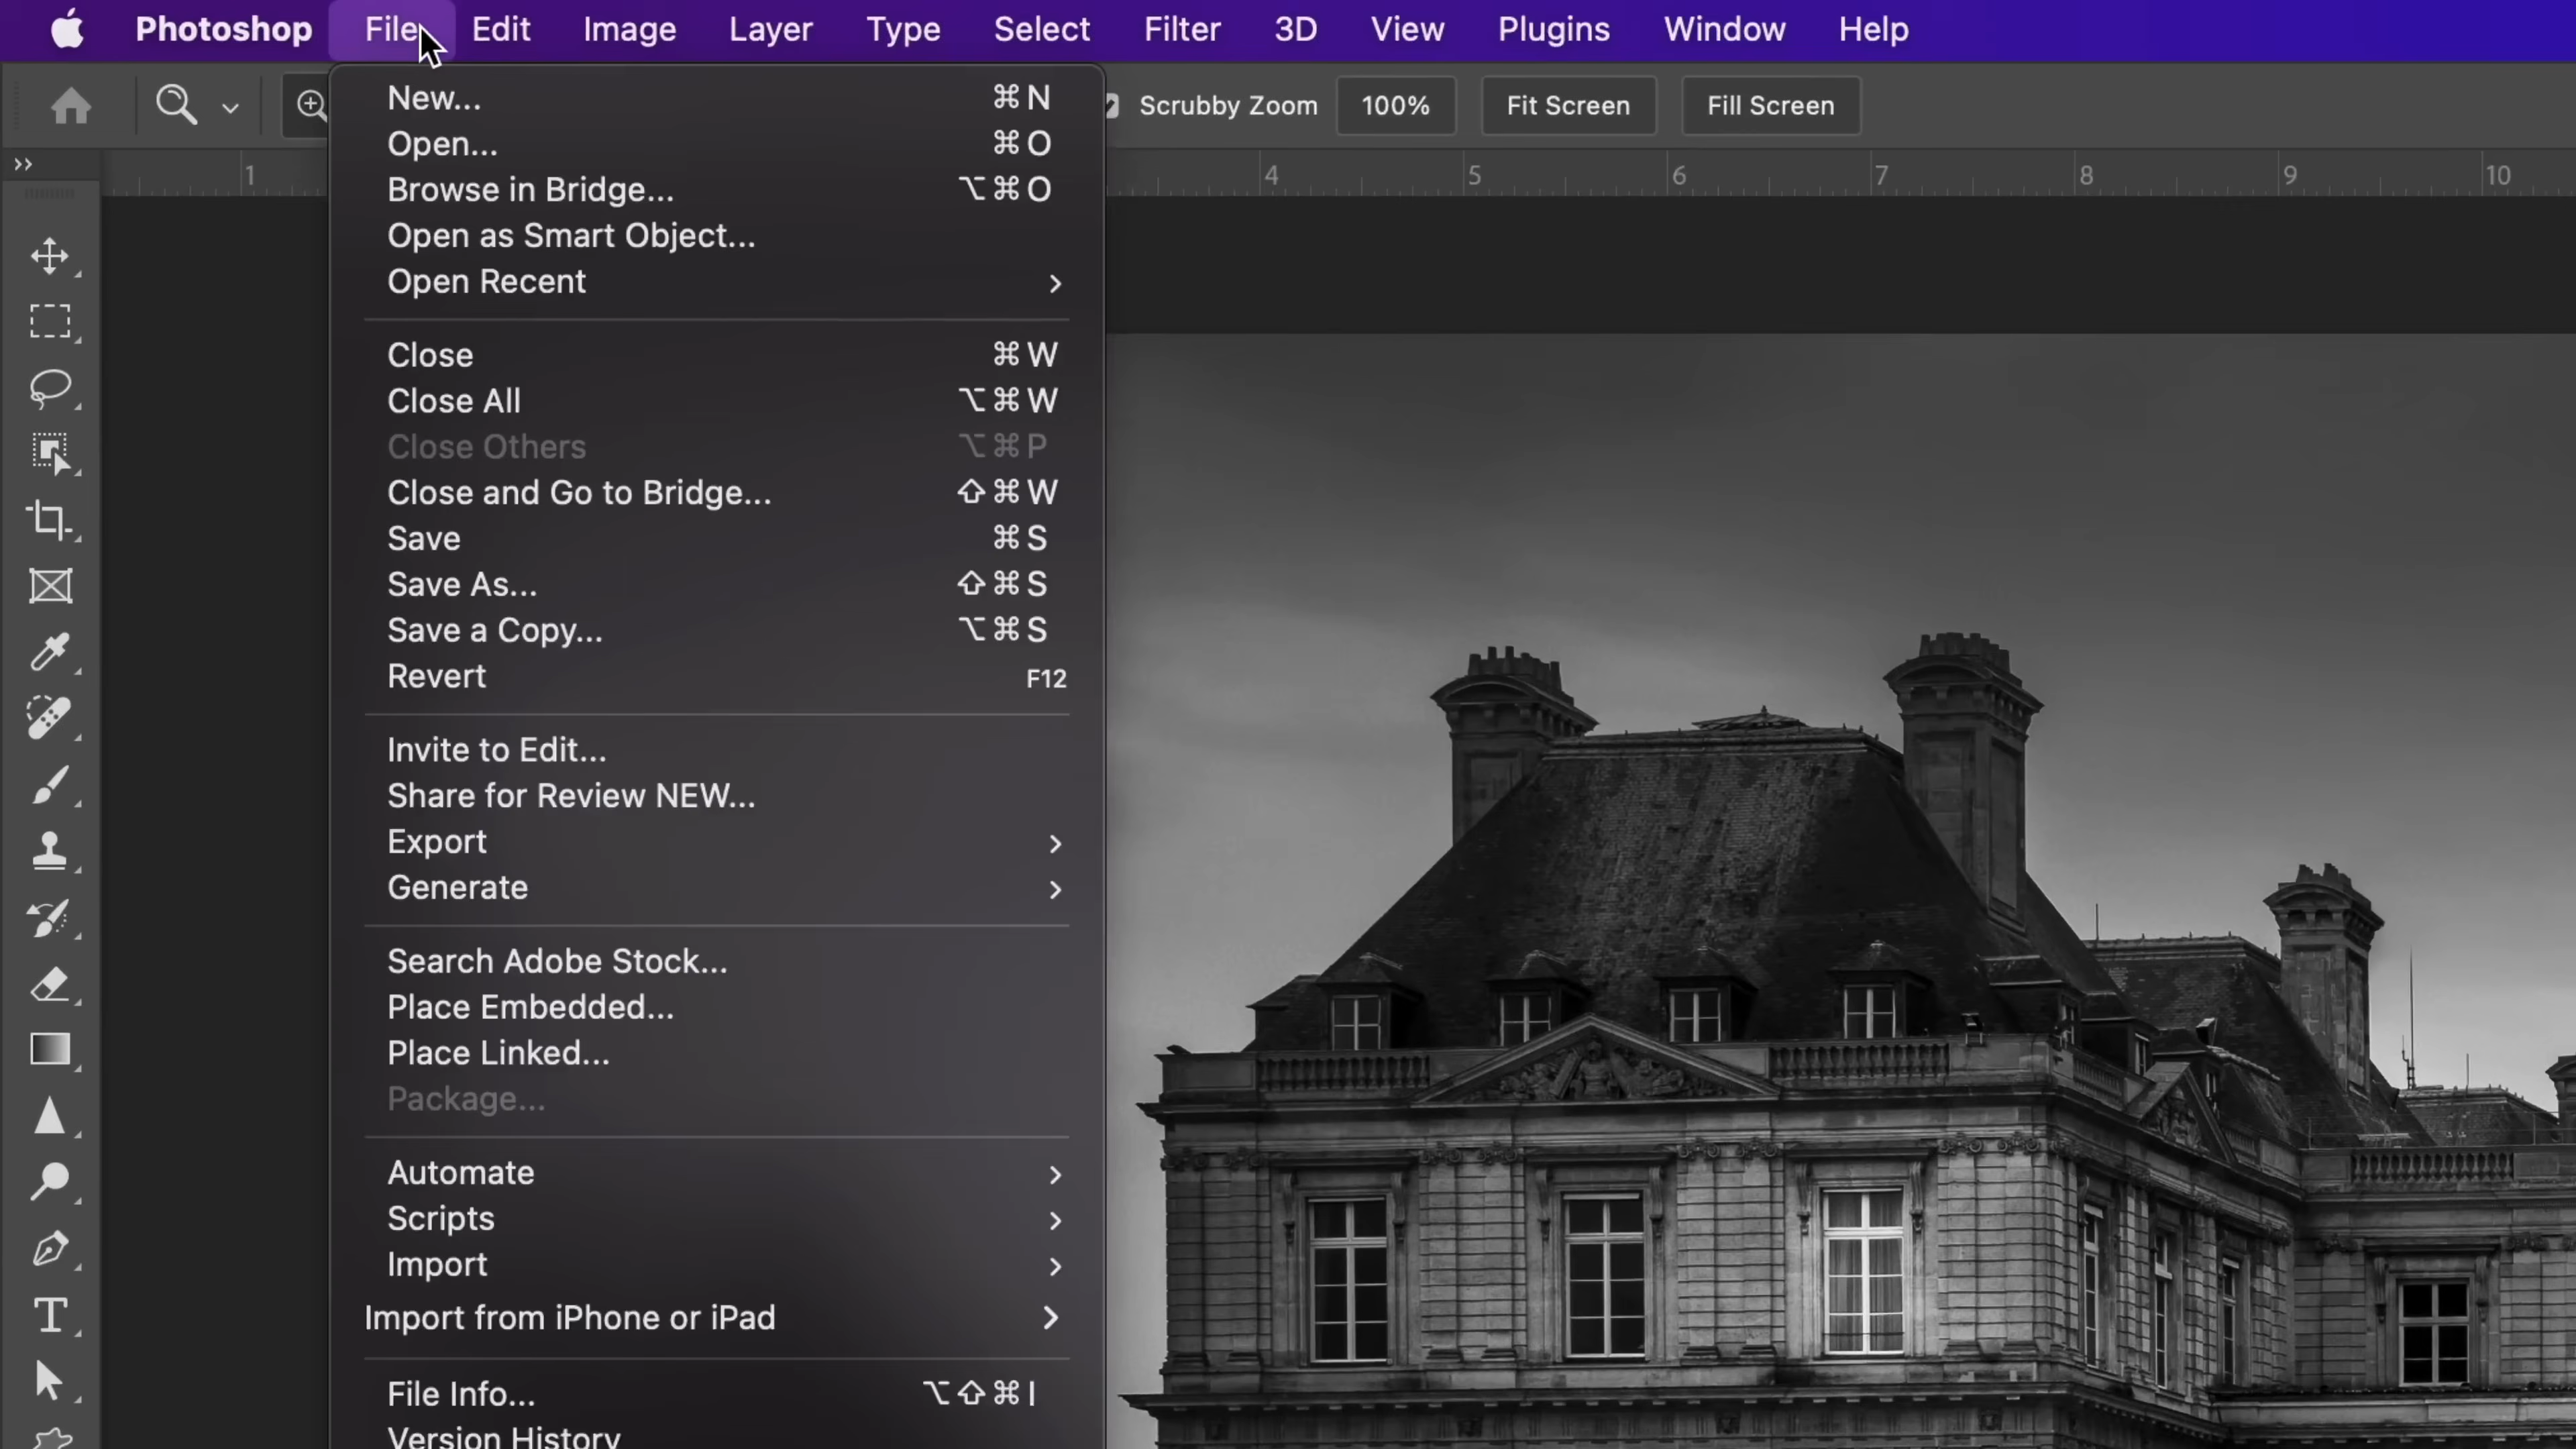 Photoshop File Edit Image Layer Type Select Filter 3D View Plugins Window Help
Scrubby Zoom 100% Fit Screen Fill Screen
1 4 5 6 7 8 9 10
New... ⌘N
Open... ⌘O
Browse in Bridge... ⌥⌘O
Open as Smart Object...
Open Recent
Close ⌘W
Close All ⌥⌘W
Close Others ⌥⌘P
Close and Go to Bridge... ⇧⌘W
Save ⌘S
Save As... ⇧⌘S
Save a Copy... ⌥⌘S
Revert F12
Invite to Edit...
Share for Review NEW...
Export
Generate
Search Adobe Stock...
Place Embedded...
Place Linked...
Package...
Automate
Scripts
Import
Import from iPhone or iPad
File Info... ⌥⇧⌘I
Version History